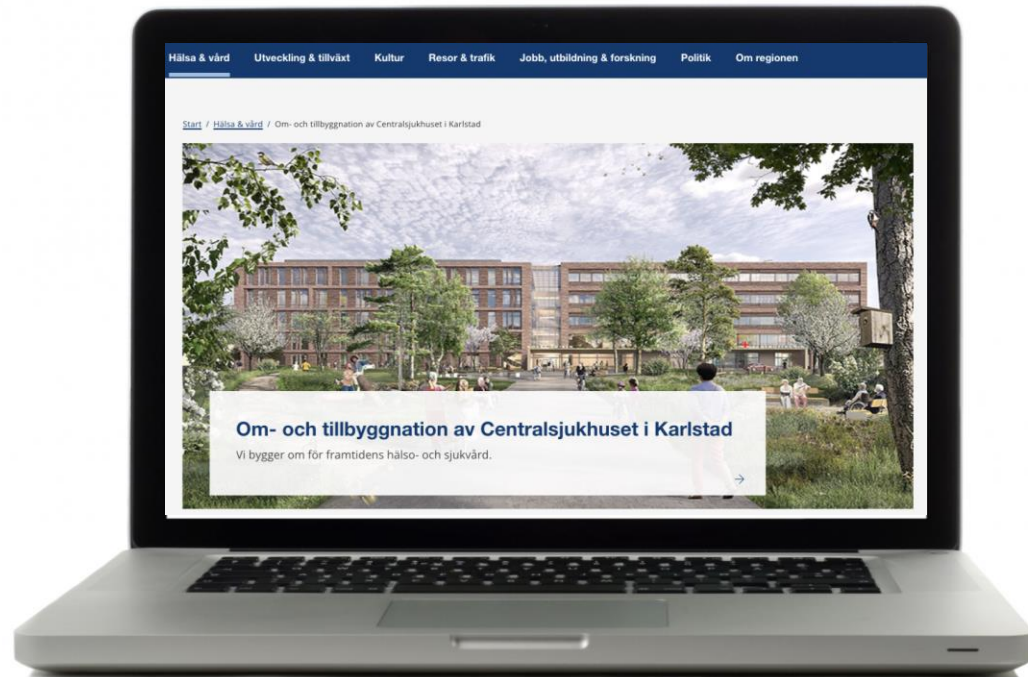 Hälsa & vård Utveckling & tillväxt Kultur Resor & trafik Jobb, utbildning & forskning Politik Om regionen
Start / Hälsa & vård / Om- och tillbyggnation av Centralsjukhuset i Karlstad
Om- och tillbyggnation av Centralsjukhuset i Karlstad
Vi bygger om för framtidens hälso- och sjukvård.